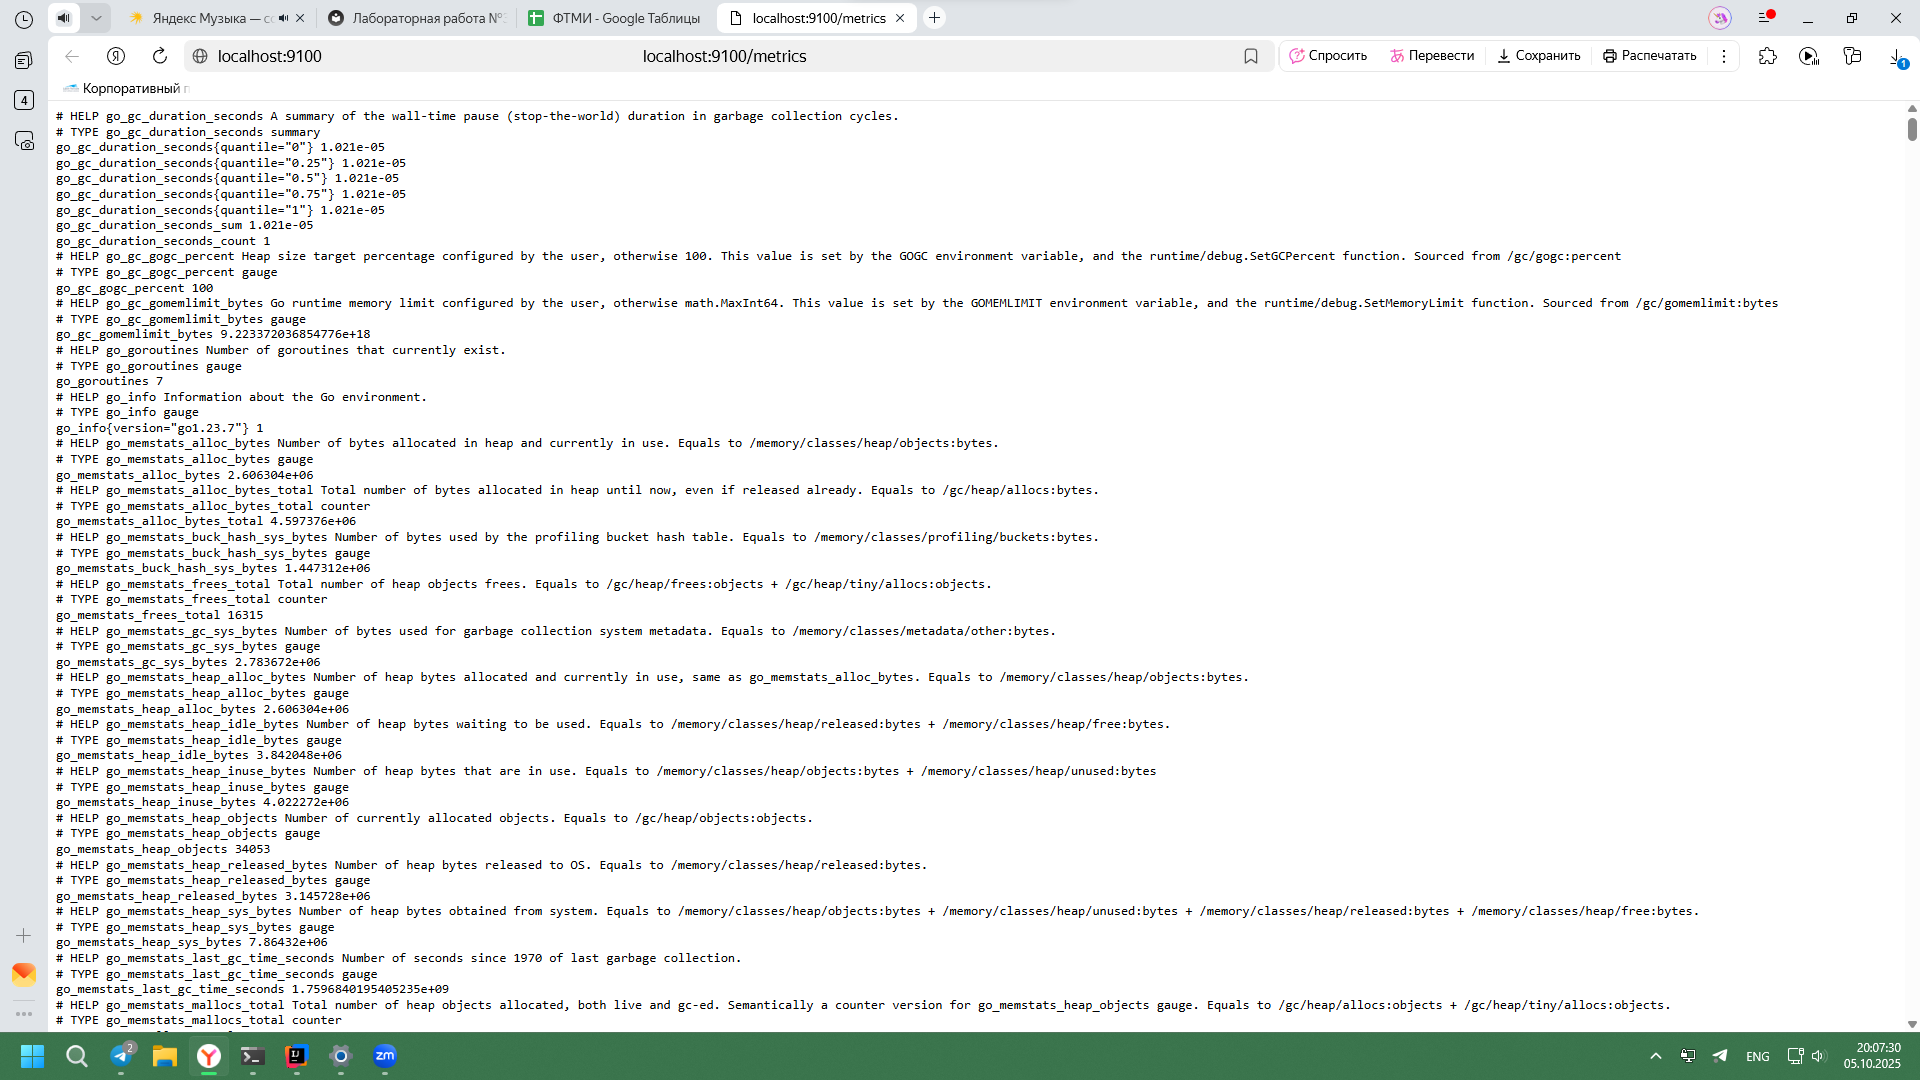 Яндекс Музыка — со
Лабораторная работа №
ФТМИ - Google Таблицы
localhost:9100/metrics
localhost:9100
localhost:9100/metrics
Спросить
Перевести
Сохранить
Распечатать
1
Корпоративный п
4
# HELP go_gc_duration_seconds A summary of the wall-time pause (stop-the-world) duration in garbage collection cycles.
# TYPE go_gc_duration_seconds summary
go_gc_duration_seconds{quantile="0"} 1.021e-05
go_gc_duration_seconds{quantile="0.25"} 1.021e-05
go_gc_duration_seconds{quantile="0.5"} 1.021e-05
go_gc_duration_seconds{quantile="0.75"} 1.021e-05
go_gc_duration_seconds{quantile="1"} 1.021e-05
go_gc_duration_seconds_sum 1.021e-05
go_gc_duration_seconds_count 1
# HELP go_gc_gogc_percent Heap size target percentage configured by the user, otherwise 100. This value is set by the GOGC environment variable, and the runtime/debug.SetGCPercent function. Sourced from /gc/gogc:percent
# TYPE go_gc_gogc_percent gauge
go_gc_gogc_percent 100
# HELP go_gc_gomemlimit_bytes Go runtime memory limit configured by the user, otherwise math.MaxInt64. This value is set by the GOMEMLIMIT environment variable, and the runtime/debug.SetMemoryLimit function. Sourced from /gc/gomemlimit:bytes
# TYPE go_gc_gomemlimit_bytes gauge
go_gc_gomemlimit_bytes 9.223372036854776e+18
# HELP go_goroutines Number of goroutines that currently exist.
# TYPE go_goroutines gauge
go_goroutines 7
# HELP go_info Information about the Go environment.
# TYPE go_info gauge
go_info{version="go1.23.7"} 1
# HELP go_memstats_alloc_bytes Number of bytes allocated in heap and currently in use. Equals to /memory/classes/heap/objects:bytes.
# TYPE go_memstats_alloc_bytes gauge
go_memstats_alloc_bytes 2.606304e+06
# HELP go_memstats_alloc_bytes_total Total number of bytes allocated in heap until now, even if released already. Equals to /gc/heap/allocs:bytes.
# TYPE go_memstats_alloc_bytes_total counter
go_memstats_alloc_bytes_total 4.597376e+06
# HELP go_memstats_buck_hash_sys_bytes Number of bytes used by the profiling bucket hash table. Equals to /memory/classes/profiling/buckets:bytes.
# TYPE go_memstats_buck_hash_sys_bytes gauge
go_memstats_buck_hash_sys_bytes 1.447312e+06
# HELP go_memstats_frees_total Total number of heap objects frees. Equals to /gc/heap/frees:objects + /gc/heap/tiny/allocs:objects.
# TYPE go_memstats_frees_total counter
go_memstats_frees_total 16315
# HELP go_memstats_gc_sys_bytes Number of bytes used for garbage collection system metadata. Equals to /memory/classes/metadata/other:bytes.
# TYPE go_memstats_gc_sys_bytes gauge
go_memstats_gc_sys_bytes 2.783672e+06
# HELP go_memstats_heap_alloc_bytes Number of heap bytes allocated and currently in use, same as go_memstats_alloc_bytes. Equals to /memory/classes/heap/objects:bytes.
# TYPE go_memstats_heap_alloc_bytes gauge
go_memstats_heap_alloc_bytes 2.606304e+06
# HELP go_memstats_heap_idle_bytes Number of heap bytes waiting to be used. Equals to /memory/classes/heap/released:bytes + /memory/classes/heap/free:bytes.
# TYPE go_memstats_heap_idle_bytes gauge
go_memstats_heap_idle_bytes 3.842048e+06
# HELP go_memstats_heap_inuse_bytes Number of heap bytes that are in use. Equals to /memory/classes/heap/objects:bytes + /memory/classes/heap/unused:bytes
# TYPE go_memstats_heap_inuse_bytes gauge
go_memstats_heap_inuse_bytes 4.022272e+06
# HELP go_memstats_heap_objects Number of currently allocated objects. Equals to /gc/heap/objects:objects.
# TYPE go_memstats_heap_objects gauge
go_memstats_heap_objects 34053
# HELP go_memstats_heap_released_bytes Number of heap bytes released to OS. Equals to /memory/classes/heap/released:bytes.
# TYPE go_memstats_heap_released_bytes gauge
go_memstats_heap_released_bytes 3.145728e+06
# HELP go_memstats_heap_sys_bytes Number of heap bytes obtained from system. Equals to /memory/classes/heap/objects:bytes + /memory/classes/heap/unused:bytes + /memory/classes/heap/released:bytes + /memory/classes/heap/free:bytes.
# TYPE go_memstats_heap_sys_bytes gauge
go_memstats_heap_sys_bytes 7.86432e+06
# HELP go_memstats_last_gc_time_seconds Number of seconds since 1970 of last garbage collection.
# TYPE go_memstats_last_gc_time_seconds gauge
go_memstats_last_gc_time_seconds 1.7596840195405235e+09
# HELP go_memstats_mallocs_total Total number of heap objects allocated, both live and gc-ed. Semantically a counter version for go_memstats_heap_objects gauge. Equals to /gc/heap/allocs:objects + /gc/heap/tiny/allocs:objects.
# TYPE go_memstats_mallocs_total counter
2
zm
ENG
20:07:30
05.10.2025